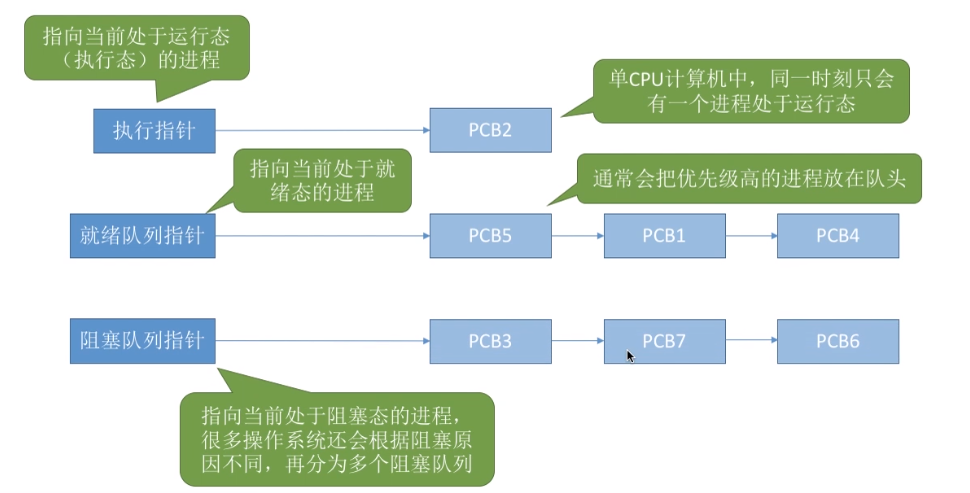 指向当前处于运行态
（执行态）的进程
单CPU计算机中，同一时刻只会
有一个进程处于运行态
执行指针
PCB2
指向当前处于就
绪态的进程
通常会把优先级高的进程放在队头
就绪队列指针
PCB5
PCB1
PCB4
阻塞队列指针
PCB3
PCB7
PCB6
指向当前处于阻塞态的进程，
很多操作系统还会根据阻塞原
因不同，再分为多个阻塞队列